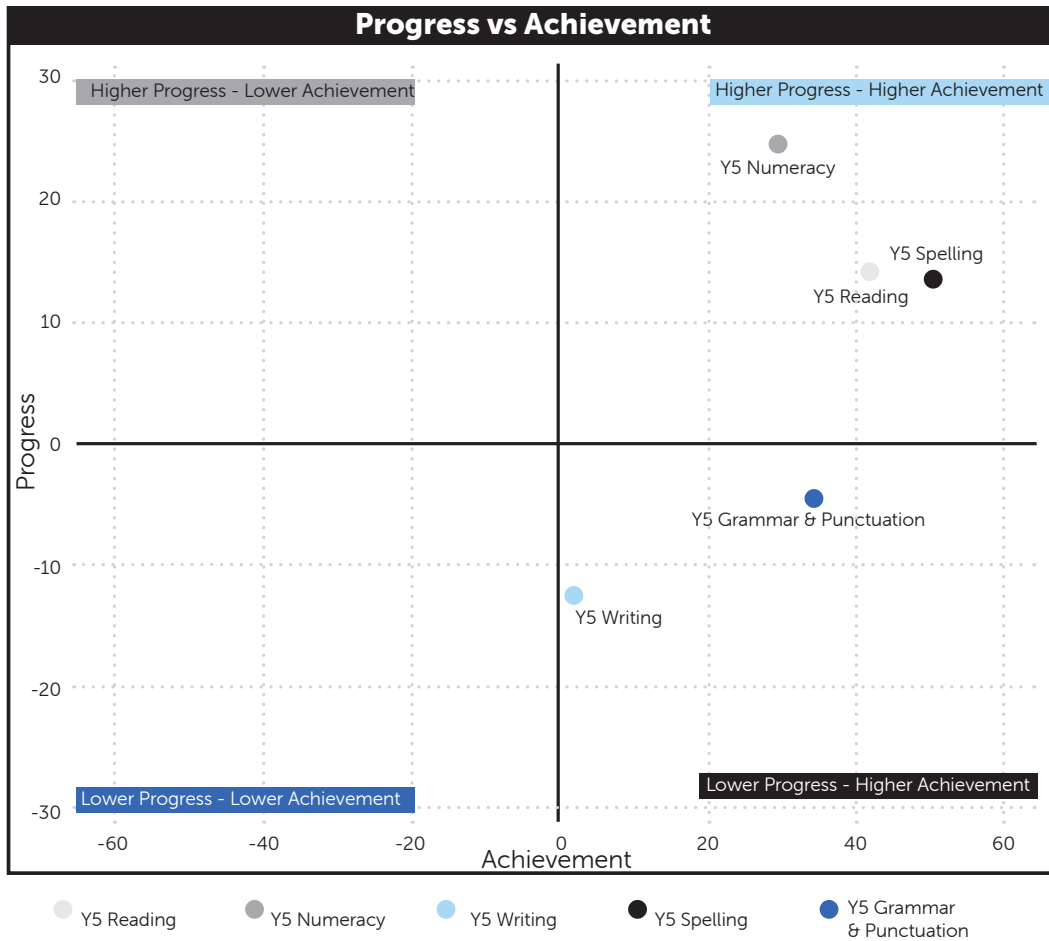 Progress vs Achievement
30
Higher Progress - Lower Achievement
Higher Progress - Higher Achievement
Y5 Numeracy
20
Y5 Spelling
Y5 Reading
10
Progress
0
Y5 Grammar & Punctuation
-10
Y5 Writing
-20
Lower Progress - Higher Achievement
Lower Progress - Lower Achievement
-30
-60
-40
-20
0
20
40
60
Achievement
Y5 Reading
Y5 Numeracy
Y5 Writing
Y5 Spelling
Y5 Grammar
& Punctuation